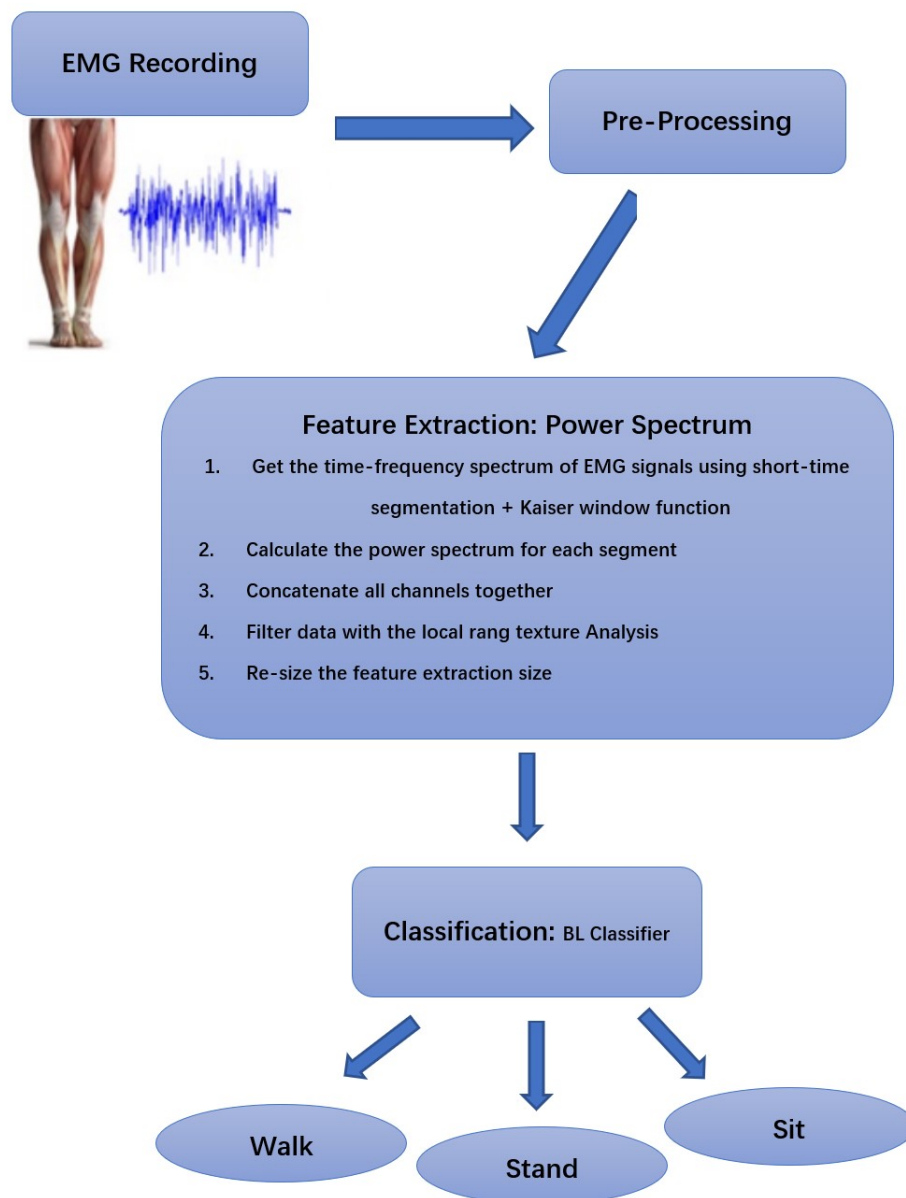 EMG Recording
Pre-Processing
Feature Extraction: Power Spectrum
1. Get the time-frequency spectrum of EMG signals using short-time
segmentation + Kaiser window function
2. Calculate the power spectrum for each segment
3. Concatenate all channels together
4. Filter data with the local rang texture Analysis
5. Re-size the feature extraction size
Classification: BL Classifier
Walk
Stand
Sit